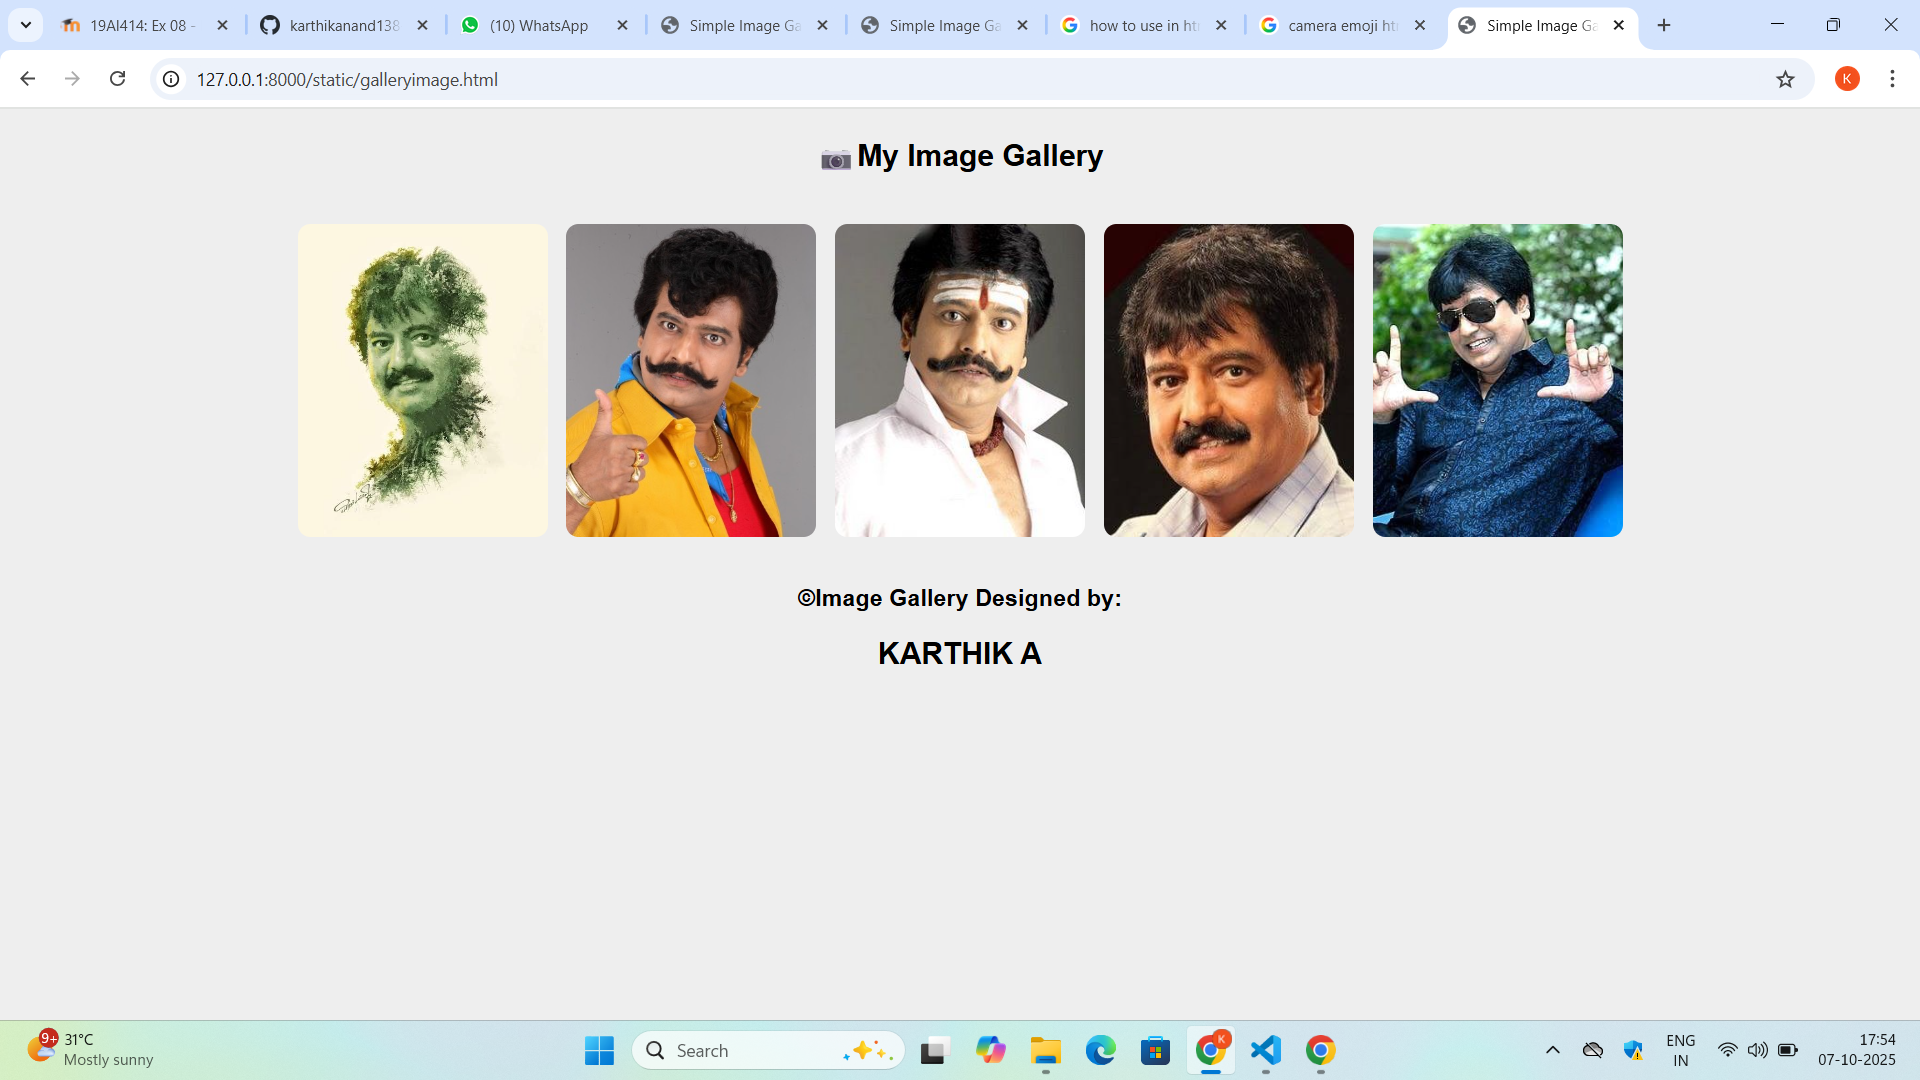 19AI414: Ex 08 -
karthikanand138
(10) WhatsApp
Simple Image Ga
Simple Image Ga
how to use in ht
camera emoji ht
Simple Image Ga
127.0.0.1:8000/static/galleryimage.html
K
My Image Gallery
©Image Gallery Designed by:
KARTHIK A
9+
31°C
Mostly sunny
Search
K
ENG
IN
17:54
07-10-2025